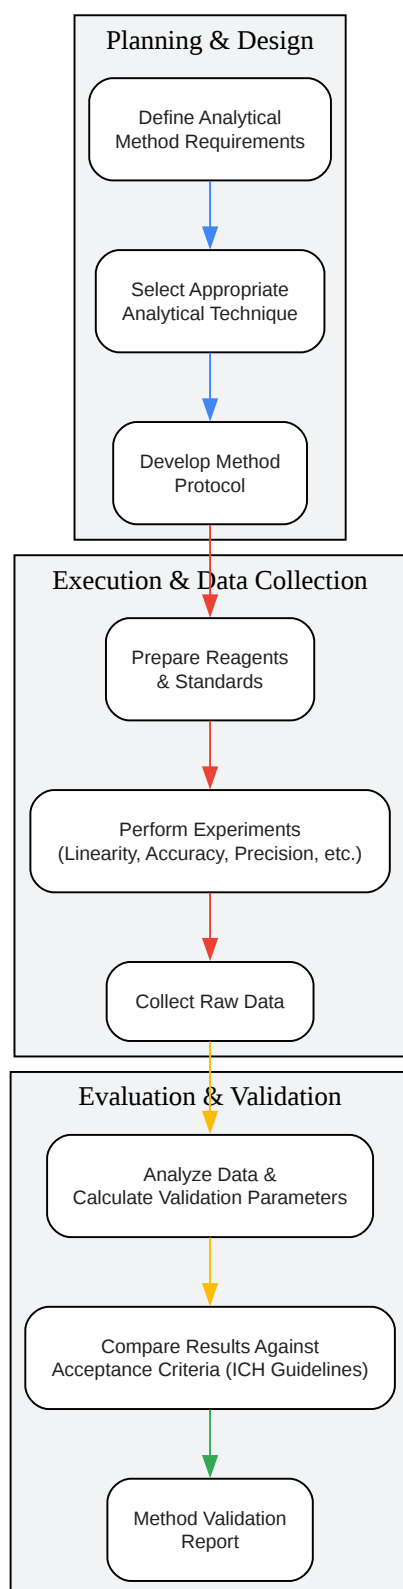 Planning & Design
Define Analytical
Method Requirements
Select Appropriate
Analytical Technique
Develop Method
Protocol
Execution & Data Collection
Prepare Reagents
& Standards
Perform Experiments
(Linearity, Accuracy, Precision, etc.)
Collect Raw Data
Evaluation & Validation
Analyze Data &
Calculate Validation Parameters
Compare Results Against
Acceptance Criteria (ICH Guidelines)
Method Validation
Report